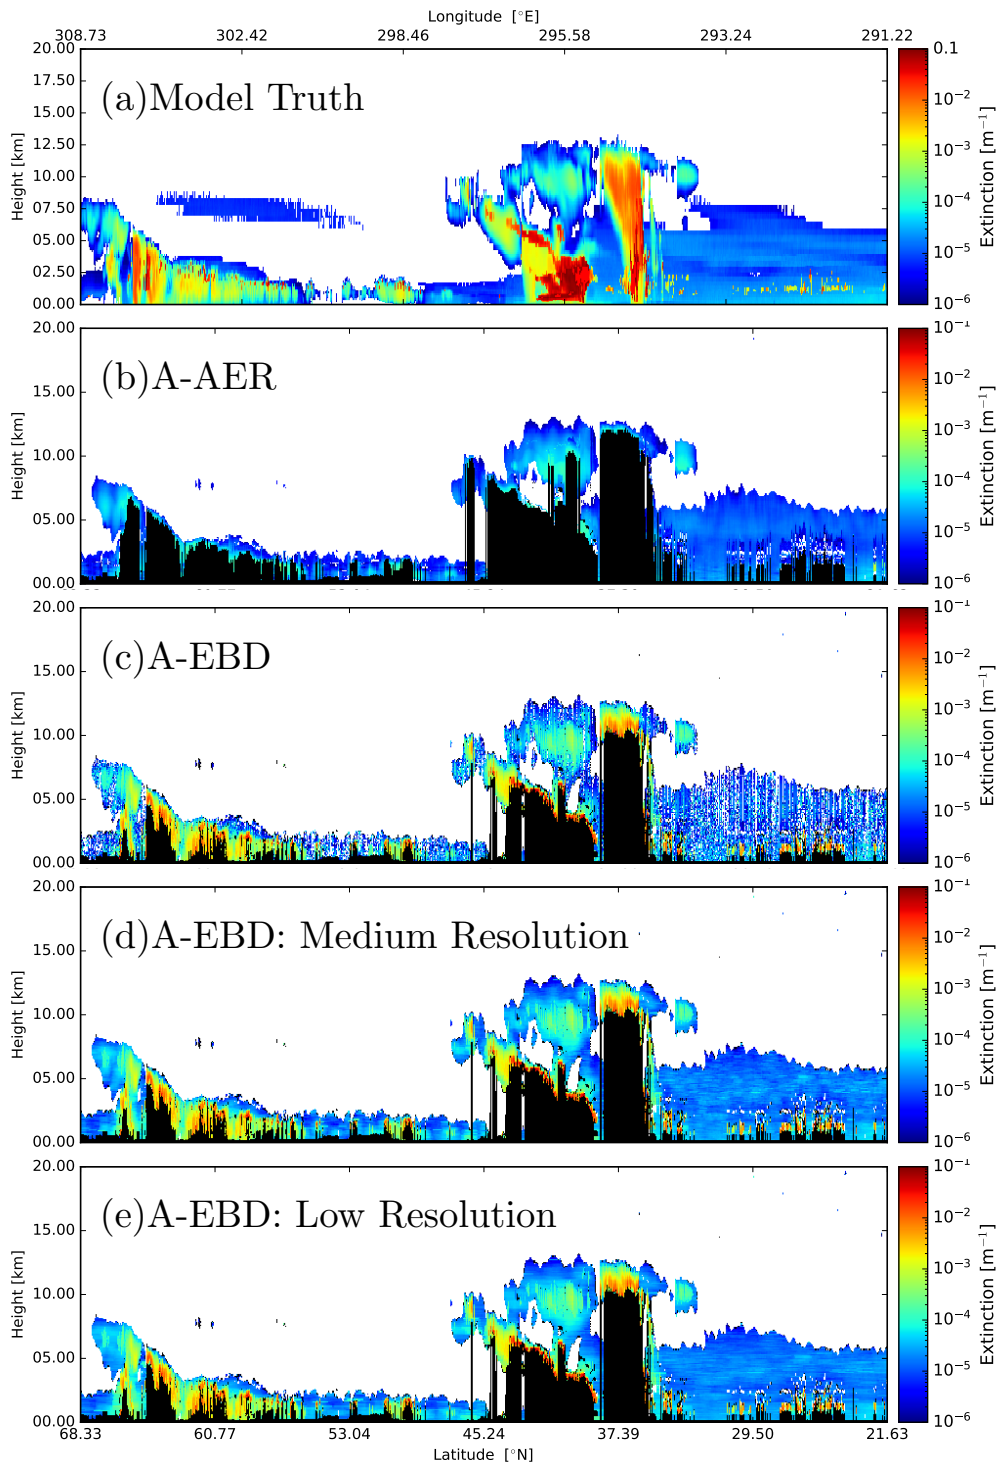 Longitude [°E]
308.73 302.42 298.46 295.58 293.24 291.22
20.00 0.1
17.50
(a)Model Truth
15.00 10⁻²
12.50
10⁻³
10.00
07.50 10⁻⁴
05.00
10⁻⁵
02.50
00.00 10⁻⁶
Height [km]
Extinction [m⁻¹]
20.00 10⁻¹
(b)A-AER
10⁻²
15.00
10⁻³
10.00
10⁻⁴
05.00
10⁻⁵
00.00 10⁻⁶
Height [km]
Extinction [m⁻¹]
20.00 10⁻¹
(c)A-EBD
10⁻²
15.00
10⁻³
10.00
10⁻⁴
05.00
10⁻⁵
00.00 10⁻⁶
Height [km]
Extinction [m⁻¹]
20.00 10⁻¹
(d)A-EBD: Medium Resolution
10⁻²
15.00
10⁻³
10.00
10⁻⁴
05.00
10⁻⁵
00.00 10⁻⁶
Height [km]
Extinction [m⁻¹]
20.00 10⁻¹
(e)A-EBD: Low Resolution
10⁻²
15.00
10⁻³
10.00
10⁻⁴
05.00
10⁻⁵
00.00 10⁻⁶
Height [km]
Extinction [m⁻¹]
68.33 60.77 53.04 45.24 37.39 29.50 21.63
Latitude [°N]